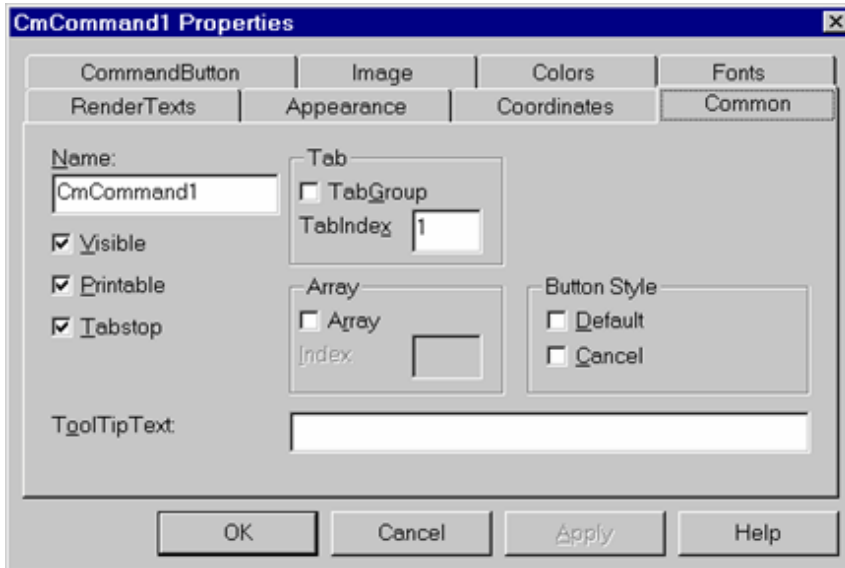 CmCommand1 Properties
CommandButton Image Colors Fonts
RenderTexts Appearance Coordinates Common
Name: Tab
CmCommand1 TabGroup
TabIndex 1
Visible
Printable Array Button Style
Tabstop Array Default
Index Cancel
ToolTipText:
OK Cancel Apply Help